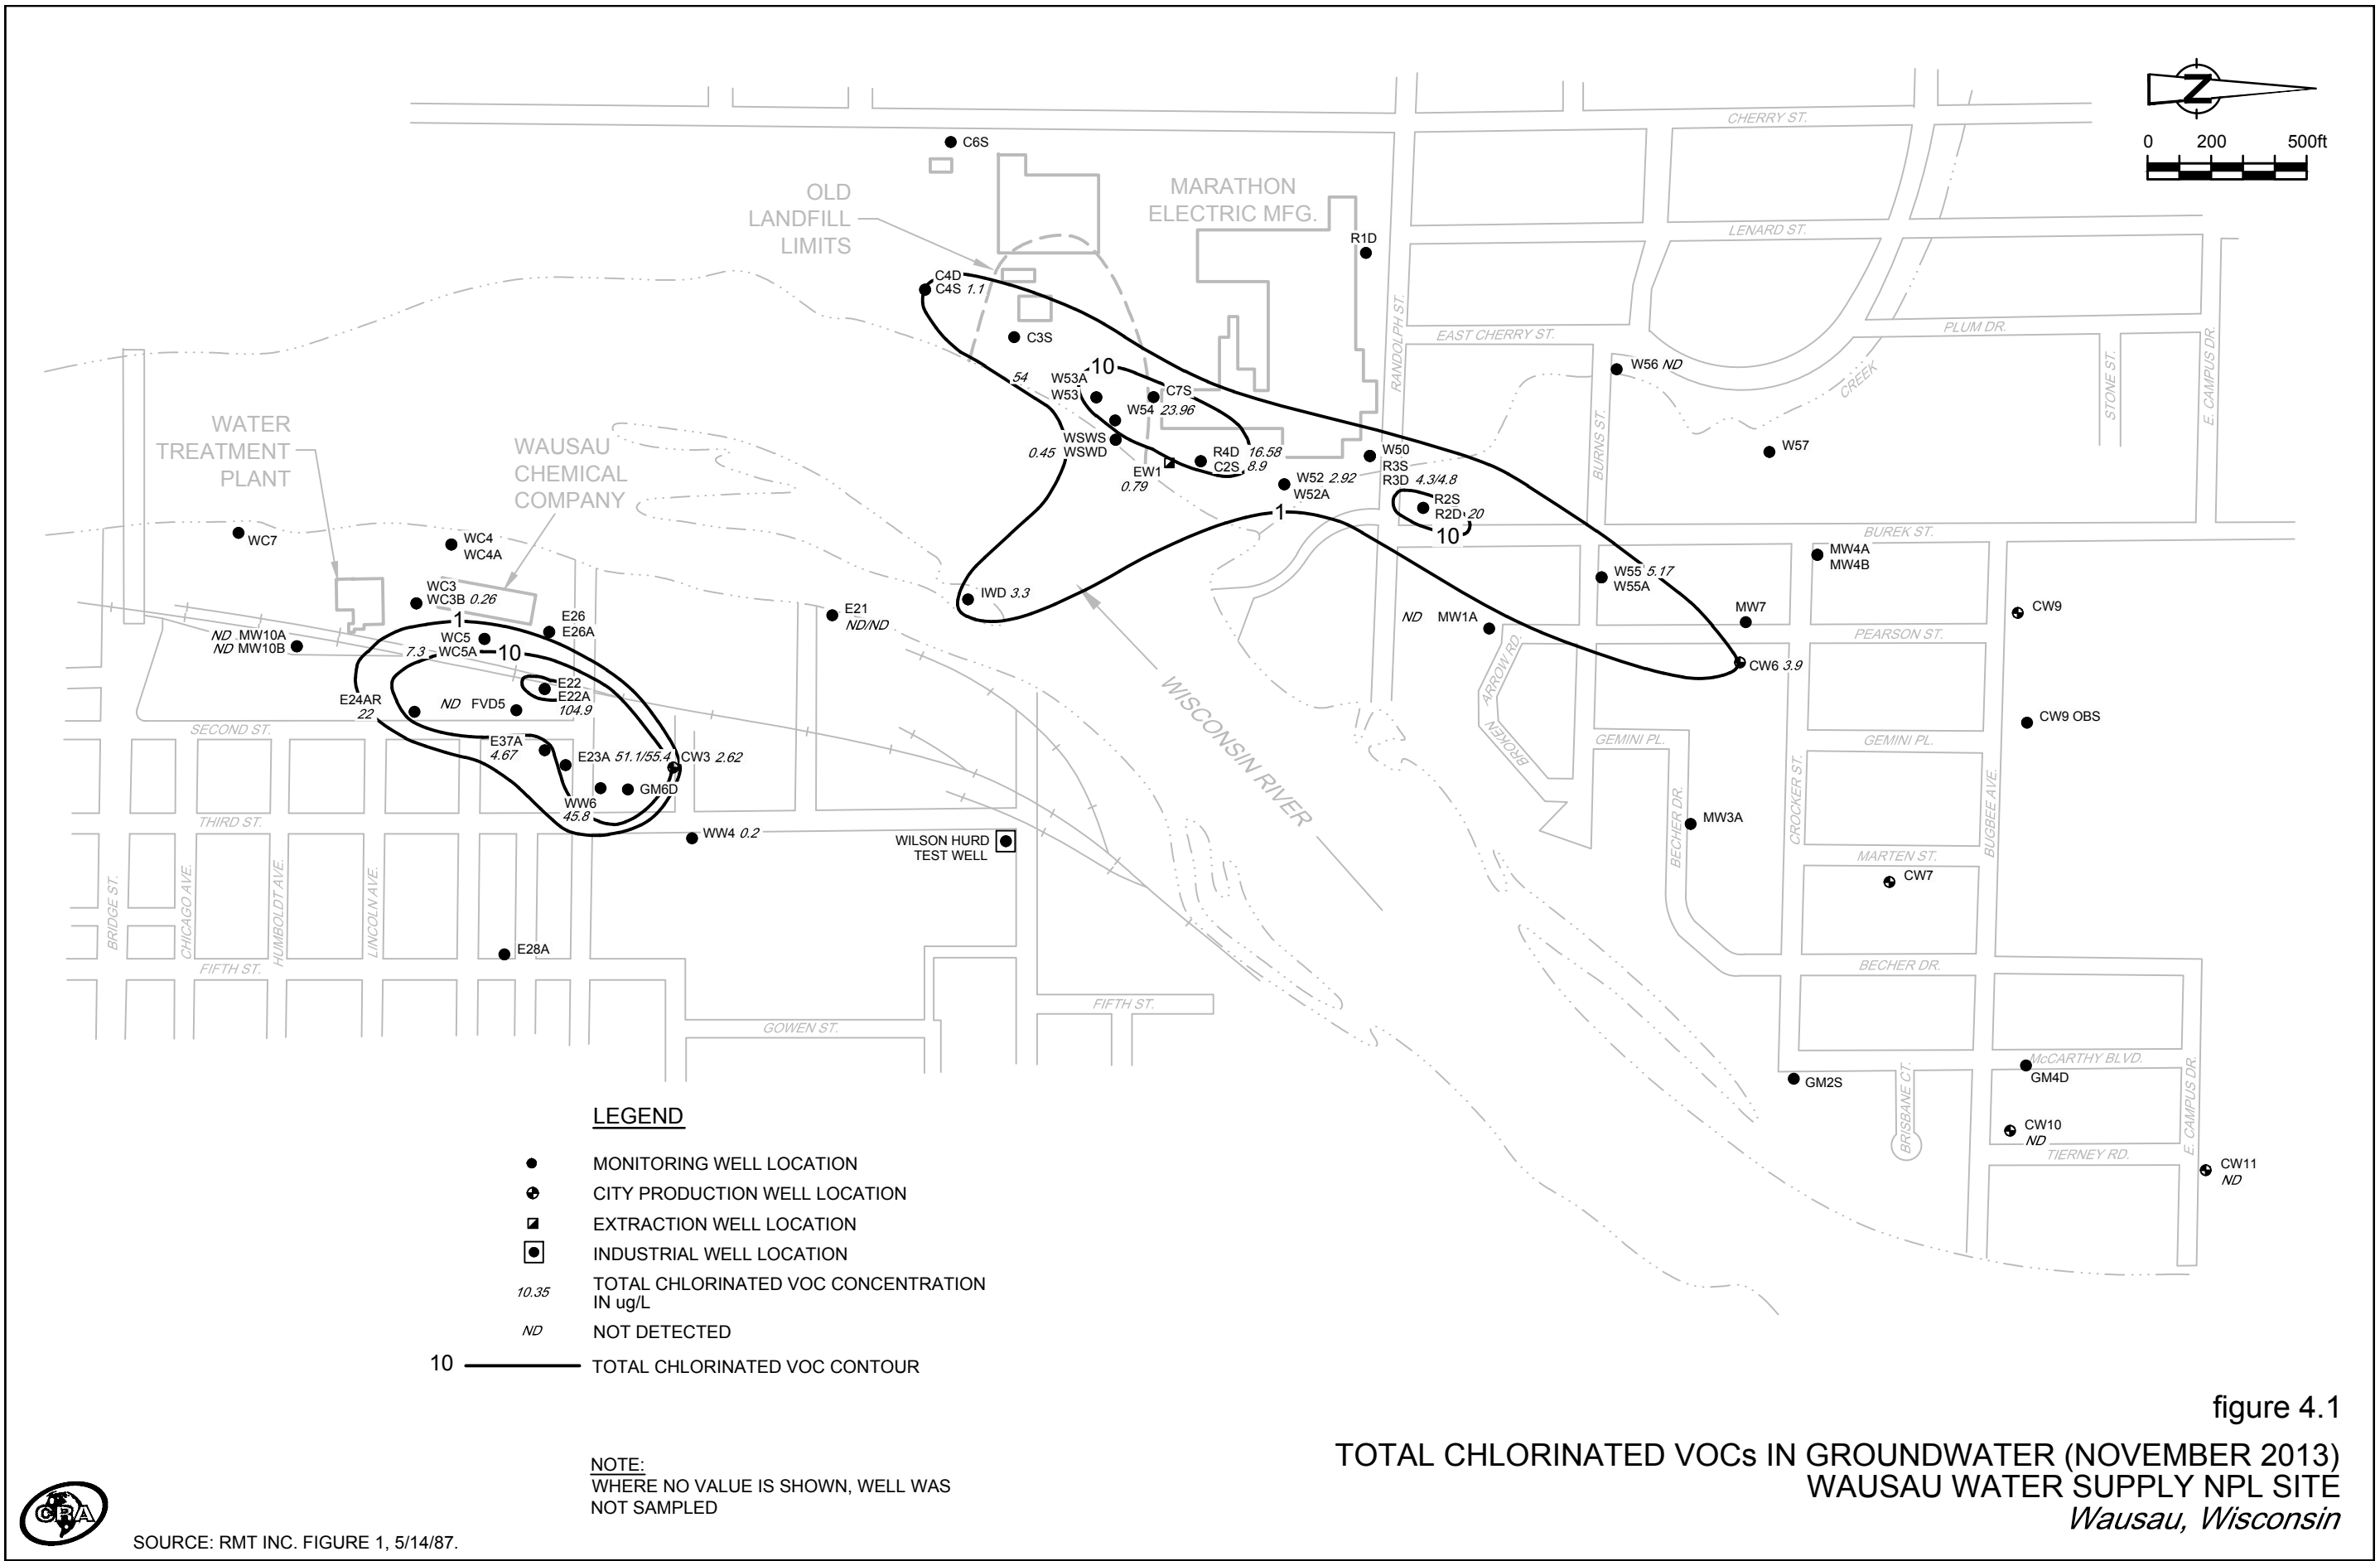 Z
0 200 500ft
CHERRY ST.
C6S
OLD
LANDFILL
LIMITS
MARATHON
ELECTRIC MFG.
R1D
LENARD ST.
C4D
C4S 1.1
RANDOLPH ST.
EAST CHERRY ST.
PLUM DR.
STONE ST.
E. CAMPUS DR.
C3S
CREEK
W56 ND
54
W53A
W53
10
C7S
W54 23.96
BURNS ST.
W57
WATER
TREATMENT
PLANT
WAUSAU
CHEMICAL
COMPANY
0.45
WSWS
WSWD
R4D 16.58
C2S 8.9
EW1
0.79
W50
R3S
R3D 4.3/4.8
W52 2.92
W52A
R2S
R2D 20
10
1
BUREK ST.
WC7
WC4
WC4A
MW4A
MW4B
W55 5.17
W55A
WC3
WC3B 0.26
IWD 3.3
E21
ND/ND
ND MW1A
MW7
CW9
1
E26
E26A
ND MW10A
ND MW10B
WC5
7.3 WC5A
10
PEARSON ST.
ARROW RD.
CW6 3.9
E22
E22A
104.9
E24AR
22
ND FVD5
WISCONSIN RIVER
CW9 OBS
SECOND ST.
BROKEN
GEMINI PL.
GEMINI PL.
E37A
4.67
E23A 51.1/55.4
CW3 2.62
GM6D
WW6
45.8
BUGBEE AVE.
CROCKER ST.
BECHER DR.
MW3A
THIRD ST.
WW4 0.2
WILSON HURD
TEST WELL
MARTEN ST.
CW7
BRIDGE ST.
CHICAGO AVE.
HUMBOLDT AVE.
LINCOLN AVE.
E28A
FIFTH ST.
BECHER DR.
FIFTH ST.
GOWEN ST.
McCARTHY BLVD.
GM4D
GM2S
BRISBANE CT.
E. CAMPUS DR.
CW10
ND
TIERNEY RD.
CW11
ND
LEGEND
MONITORING WELL LOCATION
CITY PRODUCTION WELL LOCATION
EXTRACTION WELL LOCATION
INDUSTRIAL WELL LOCATION
10.35 TOTAL CHLORINATED VOC CONCENTRATION
IN ug/L
ND NOT DETECTED
10 TOTAL CHLORINATED VOC CONTOUR
NOTE:
WHERE NO VALUE IS SHOWN, WELL WAS
NOT SAMPLED
figure 4.1
TOTAL CHLORINATED VOCs IN GROUNDWATER (NOVEMBER 2013)
WAUSAU WATER SUPPLY NPL SITE
Wausau, Wisconsin
CRA
SOURCE: RMT INC. FIGURE 1, 5/14/87.